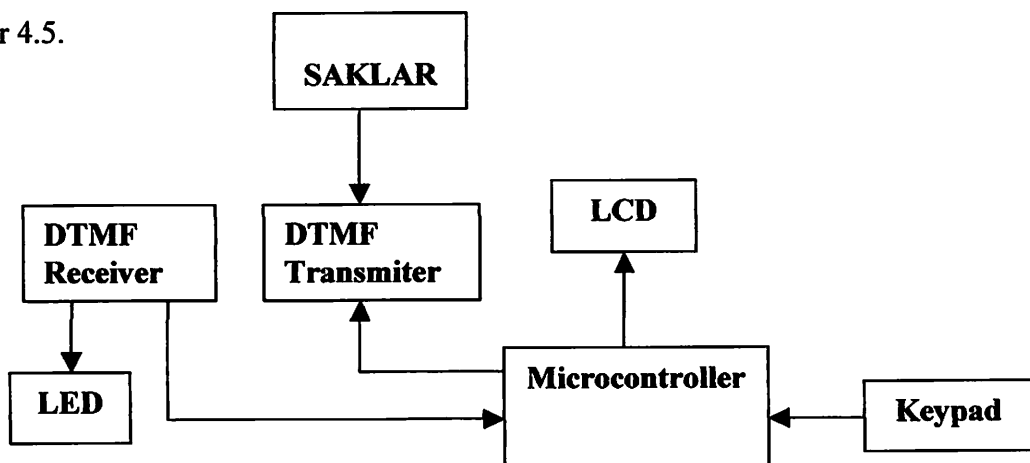 r 4.5.
SAKLAR
DTMF
Receiver
DTMF
Transmiter
LCD
LED
Microcontroller
Keypad